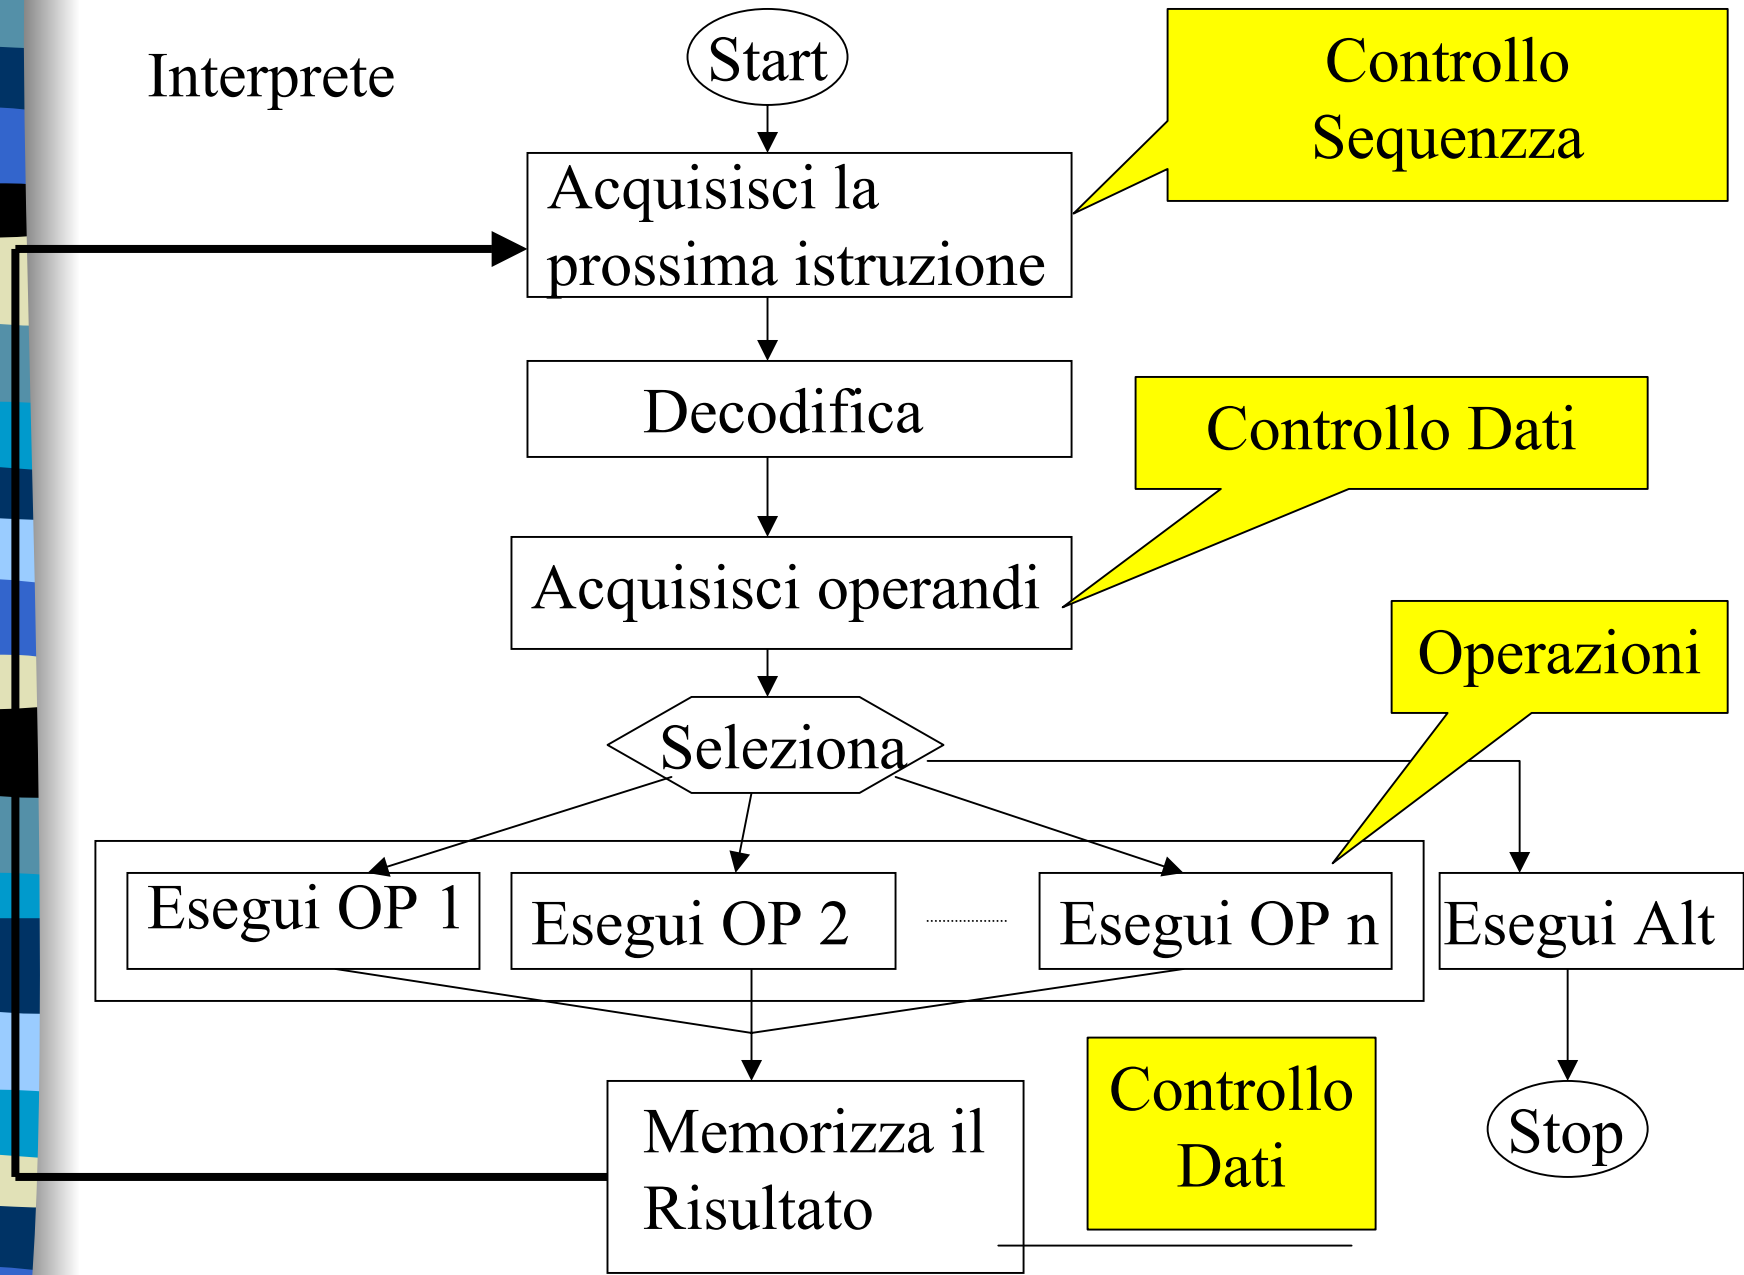 Interprete
Start
Controllo
Sequenzza
Acquisisci la
prossima istruzione
Decodifica
Controllo Dati
Acquisisci operandi
Operazioni
Seleziona
Esegui OP 1
Esegui OP 2
Esegui OP n
Esegui Alt
Memorizza il
Risultato
Controllo
Dati
Stop